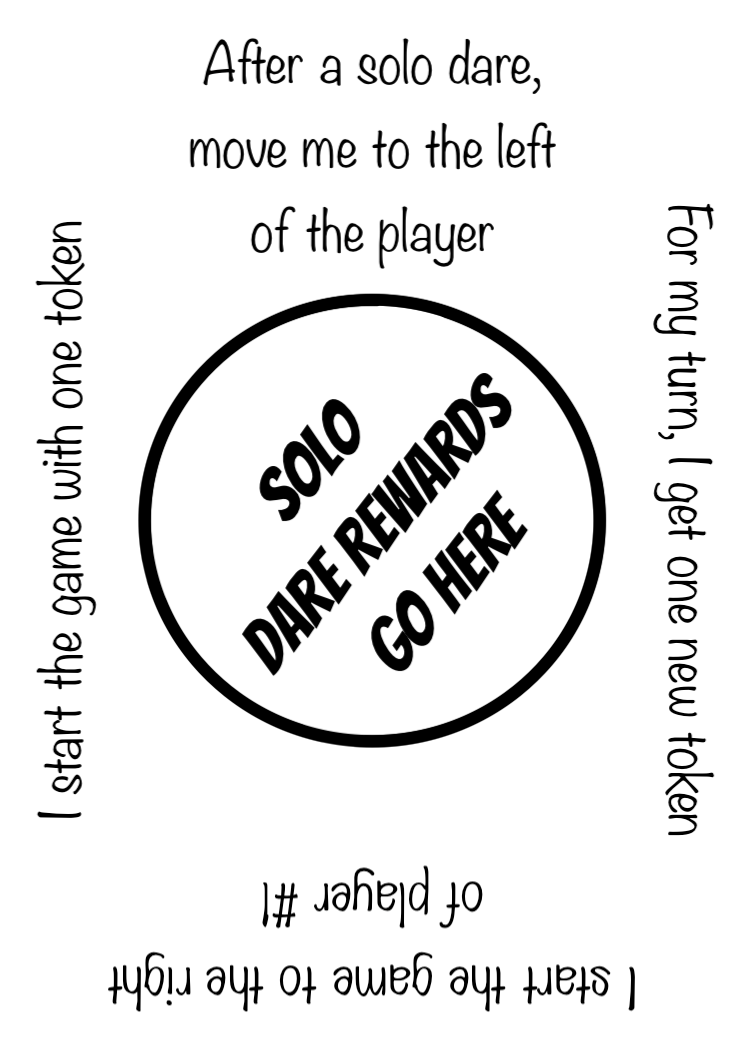 After a solo dare,
move me to the left
of the player
For my turn, I get one new token
I start the game to the right
of player #1
I start the game with one token
SOLO
DARE REWARDS
GO HERE